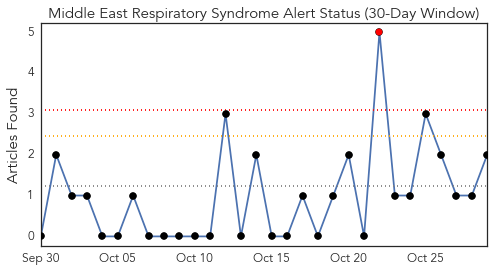 Middle East Respiratory Syndrome Alert Status (30-Day Window)
Articles Found
5
4
3
2
1
0
Sep 30 Oct 05 Oct 10 Oct 15 Oct 20 Oct 25